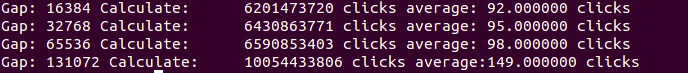 Gap: 16384 Calculate: 6201473720 clicks average: 92.000000 clicks
Gap: 32768 Calculate: 6430863771 clicks average: 95.000000 clicks
Gap: 65536 Calculate: 6590853403 clicks average: 98.000000 clicks
Gap: 131072 Calculate: 10054433806 clicks average:149.000000 clicks